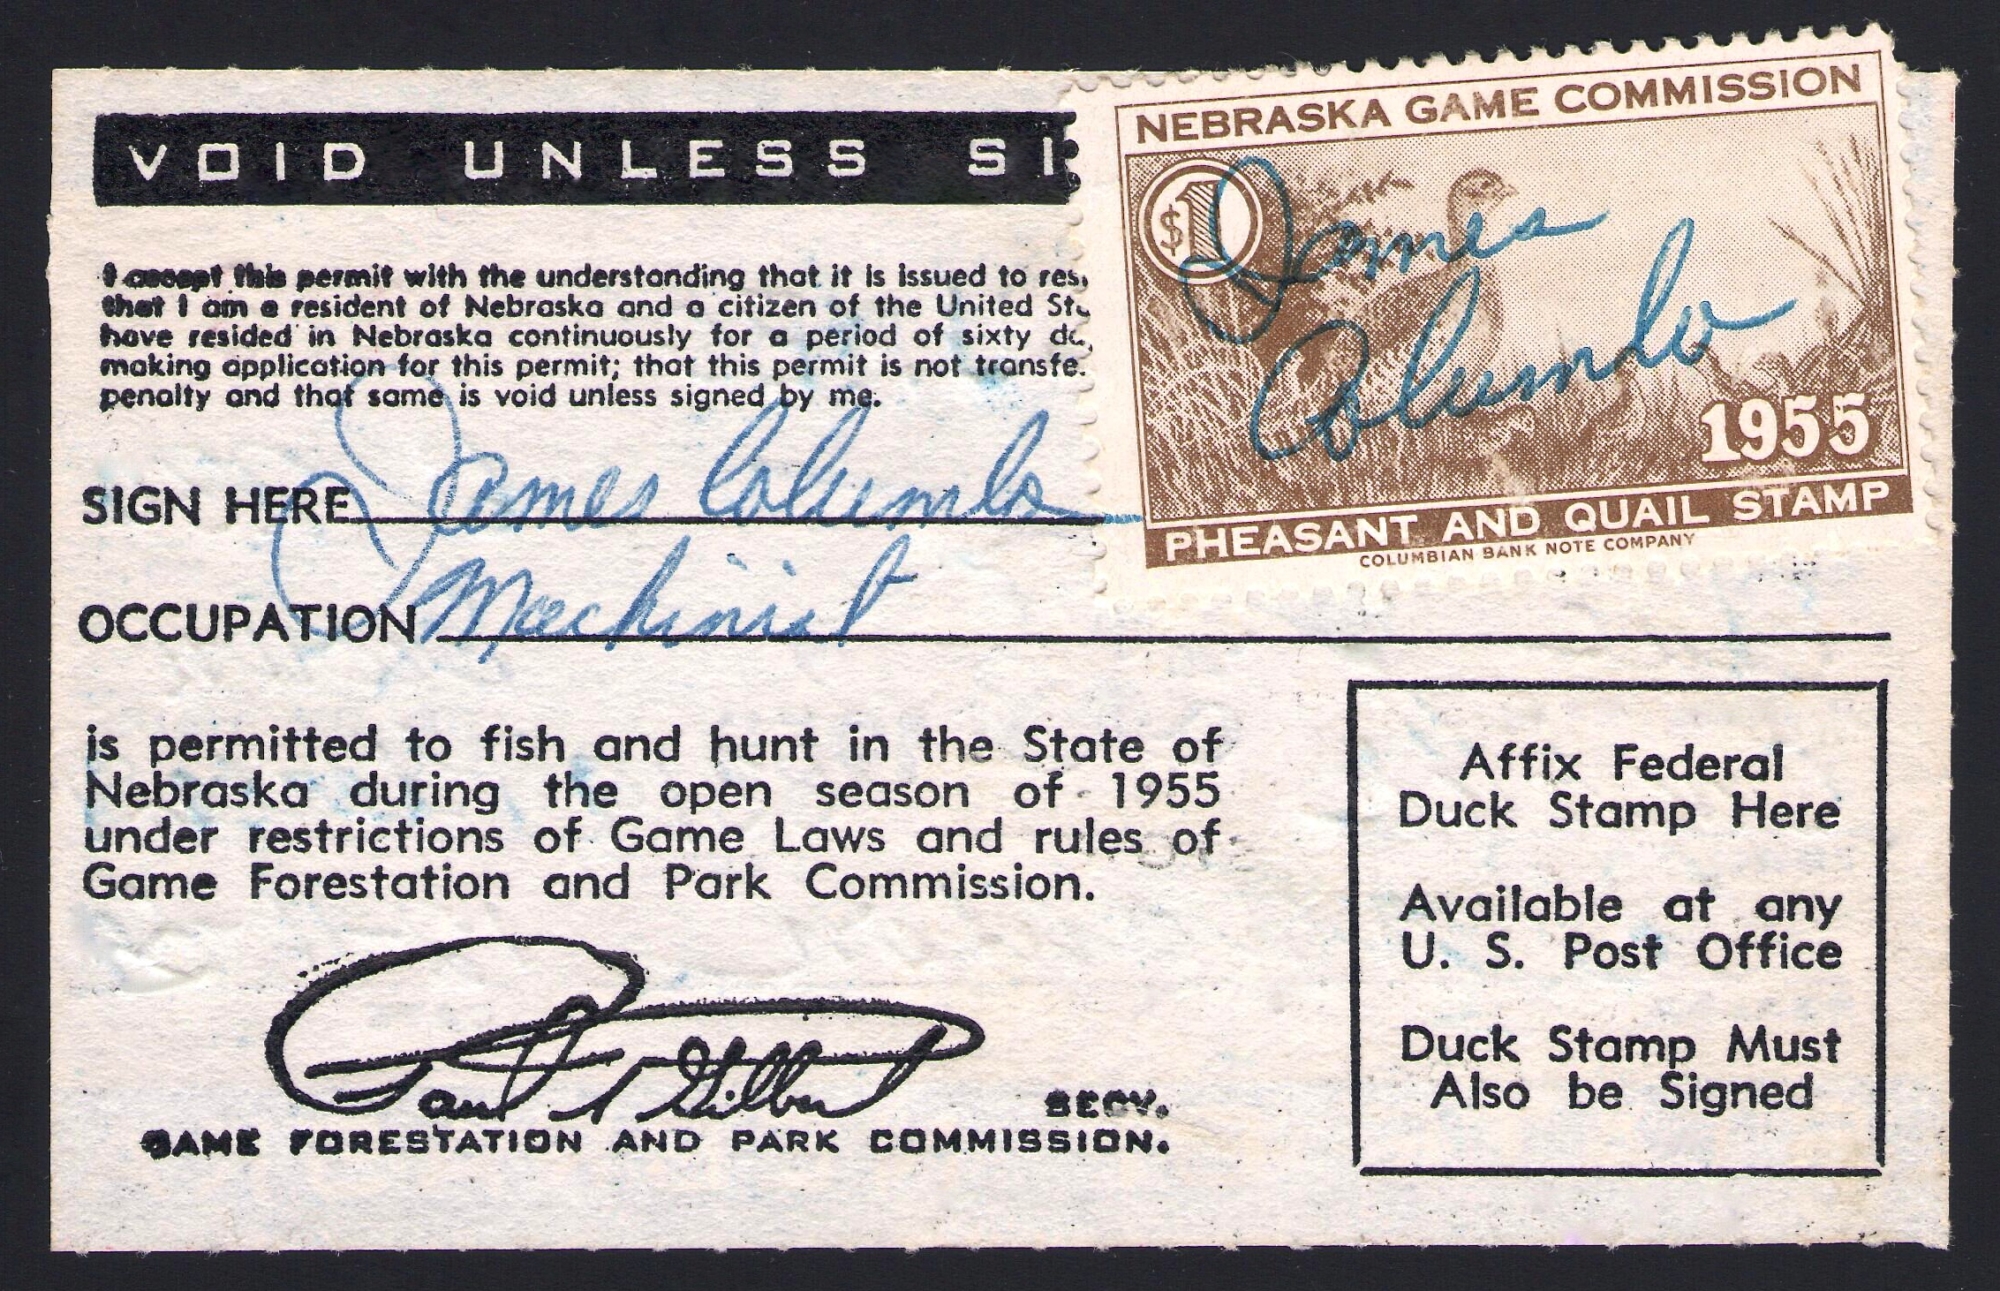 VOID UNLESS SI
NEBRASKA GAME COMMISSION
$1
James
Columbo
1955
PHEASANT AND QUAIL STAMP
COLUMBIAN BANK NOTE COMPANY
I accept this permit with the understanding that it is issued to res
that I am a resident of Nebraska and a citizen of the United St
have resided in Nebraska continuously for a period of sixty da
making application for this permit; that this permit is not transfe
penalty and that same is void unless signed by me.
SIGN HERE James Columbo
OCCUPATION Machinist
is permitted to fish and hunt in the State of
Nebraska during the open season of 1955
under restrictions of Game Laws and rules of
Game Forestation and Park Commission.
Paul T Gilbert SECY.
GAME FORESTATION AND PARK COMMISSION.
Affix Federal
Duck Stamp Here
Available at any
U. S. Post Office
Duck Stamp Must
Also be Signed